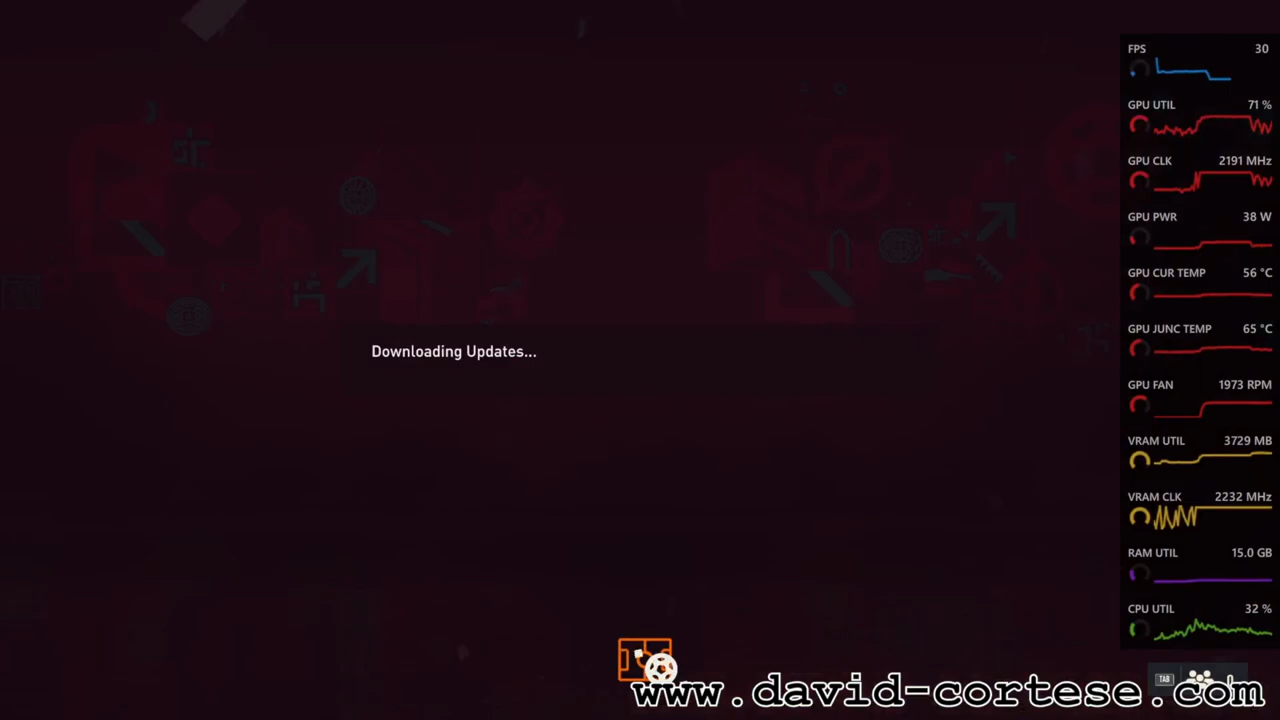 FPS 30
GPU UTIL 71 %
GPU CLK 2191 MHz
GPU PWR 38 W
GPU CUR TEMP 56 °C
GPU JUNC TEMP 65 °C
Downloading Updates...
GPU FAN 1973 RPM
VRAM UTIL 3729 MB
VRAM CLK 2232 MHz
RAM UTIL 15.0 GB
CPU UTIL 32 %
TAB
www.david-cortese.com